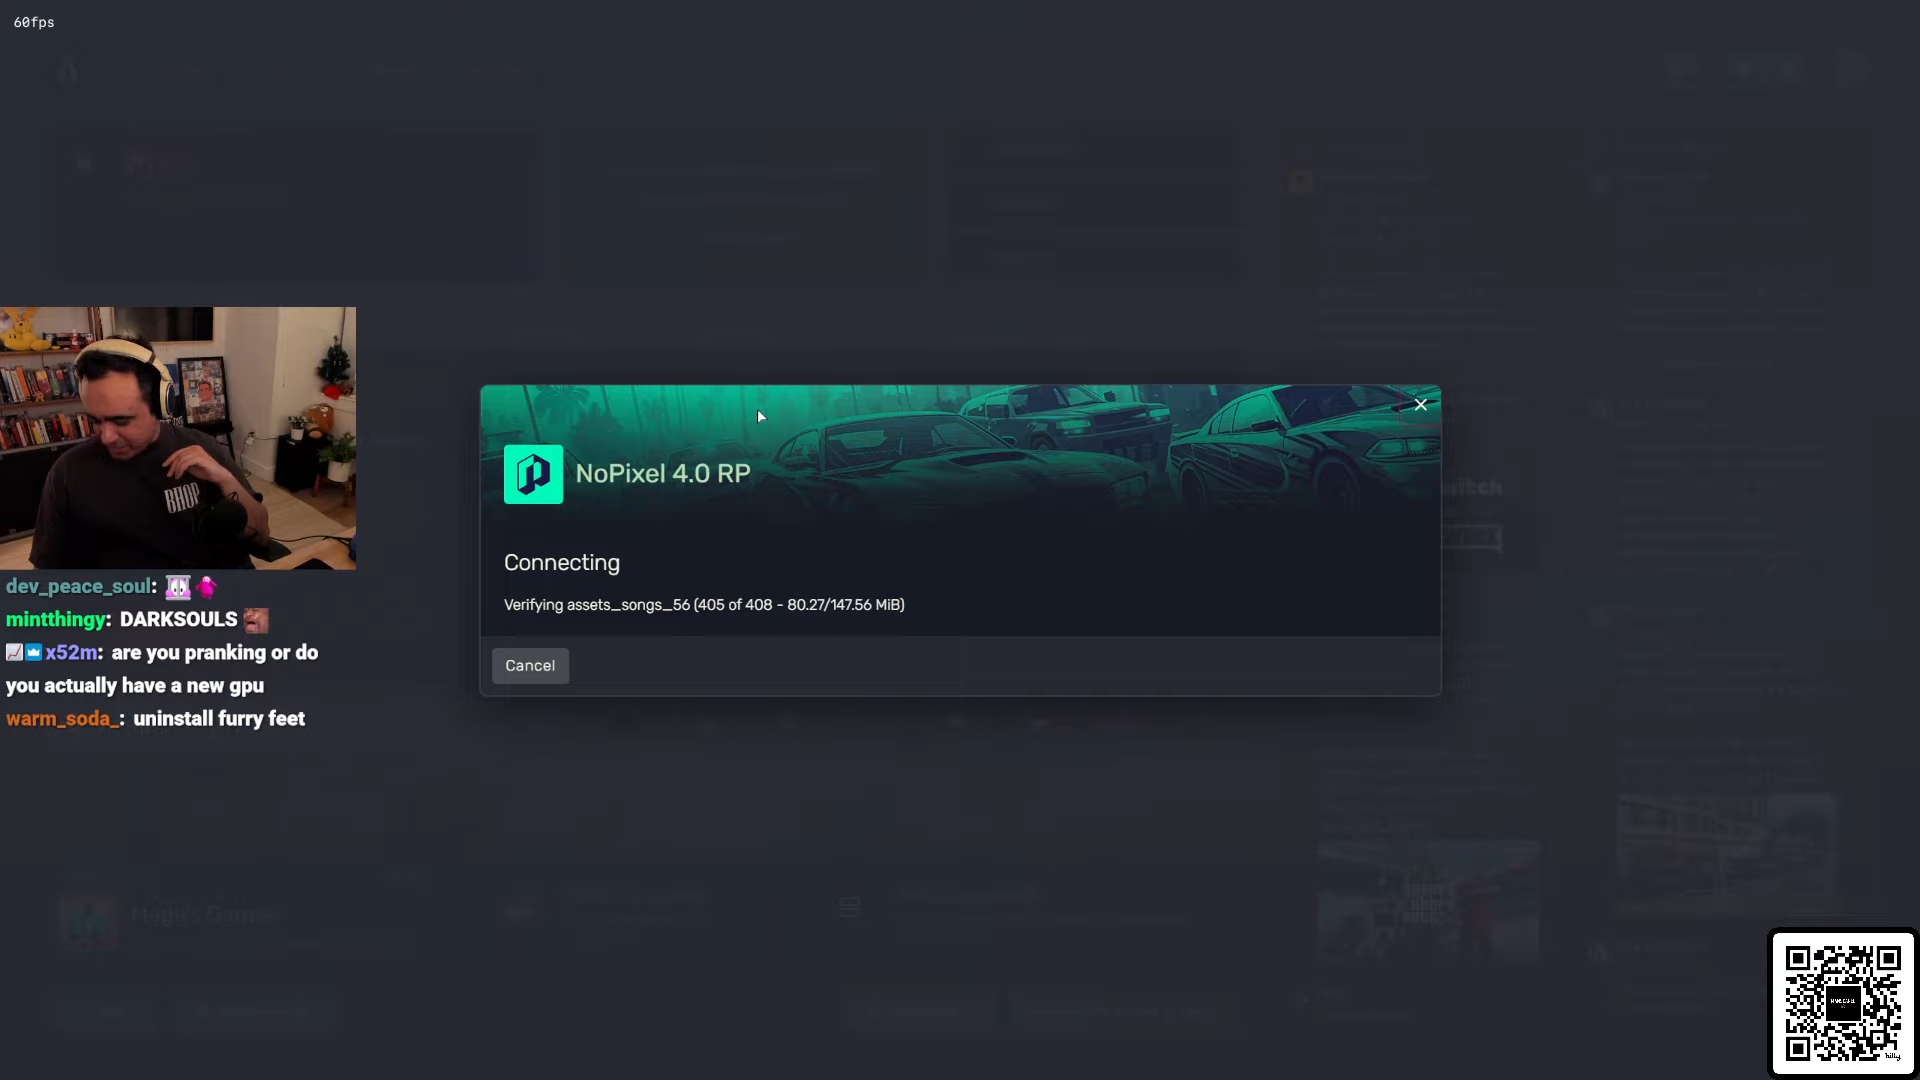 60fps
NoPixel 4.0 RP
Connecting
Verifying assets_songs_56 (405 of 408 - 80.27/147.56 MiB)
Cancel
BHOP
dev_peace_soul:
mintthingy: DARKSOULS
x52m: are you pranking or do
you actually have a new gpu
warm_soda_: uninstall furry feet